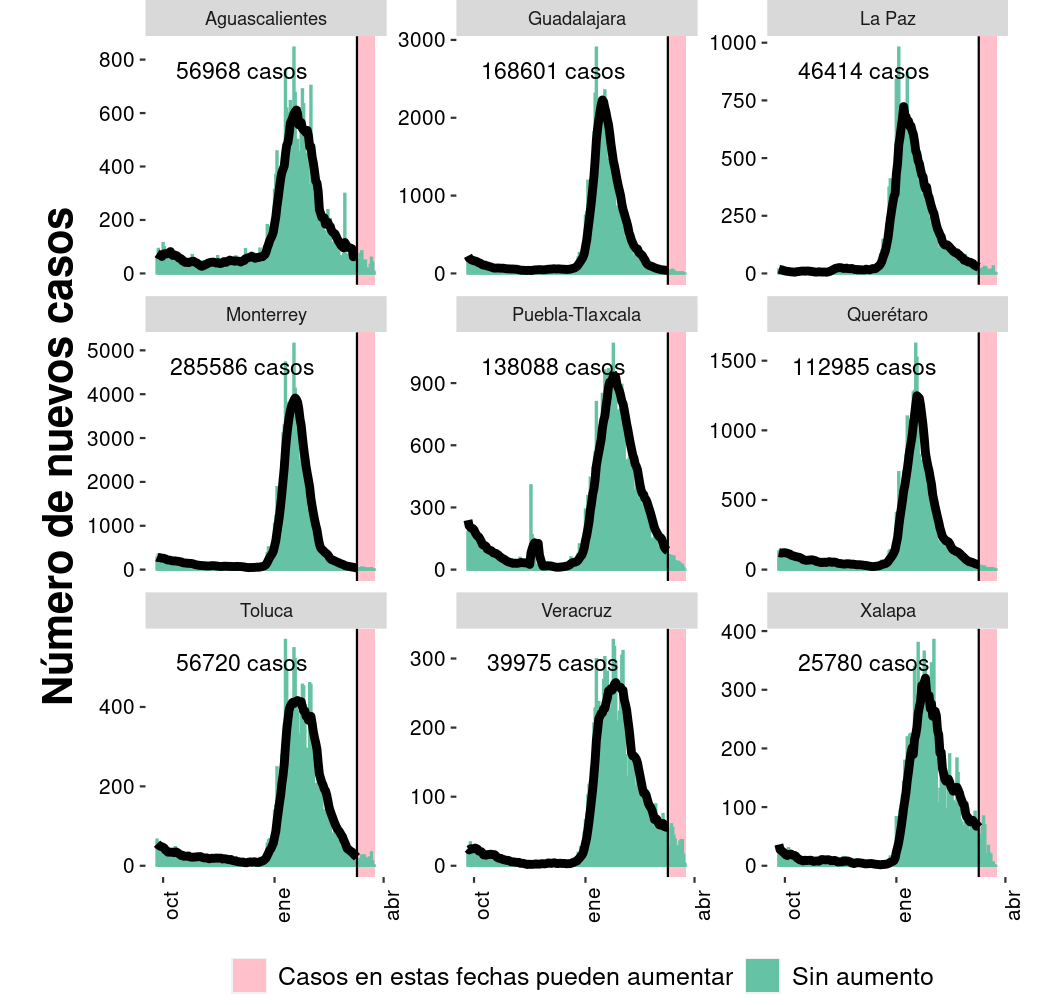 Número de nuevos casos
Aguascalientes
56968 casos
800
600
400
200
0
Guadalajara
168601 casos
3000
2000
1000
0
La Paz
46414 casos
1000
750
500
250
0
Monterrey
285586 casos
5000
4000
3000
2000
1000
0
Puebla-Tlaxcala
138088 casos
900
600
300
0
Querétaro
112985 casos
1500
1000
500
0
Toluca
56720 casos
400
200
0
oct ene abr
Veracruz
39975 casos
300
200
100
0
oct ene abr
Xalapa
25780 casos
400
300
200
100
0
oct ene abr
Casos en estas fechas pueden aumentar Sin aumento